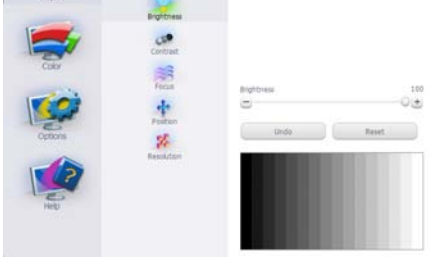 Brightness
Contrast
Focus
Position
Resolution
Color
Options
Help
Brightness 100
Undo Reset